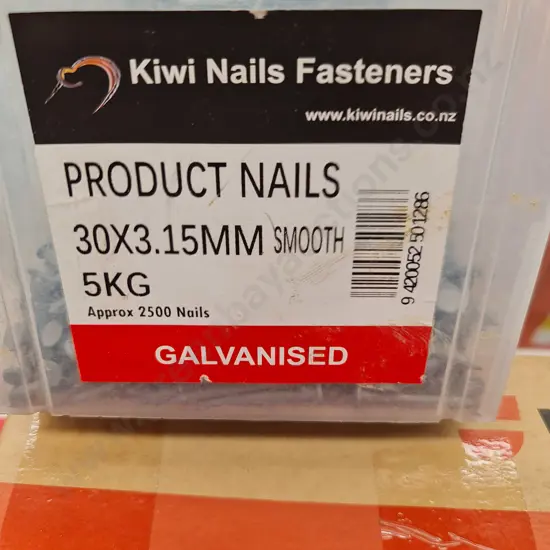 Kiwi Nails Fasteners
www.kiwinails.co.nz
PRODUCT NAILS
30X3.15MM SMOOTH
5KG
Approx 2500 Nails
9 420052 501286
GALVANISED